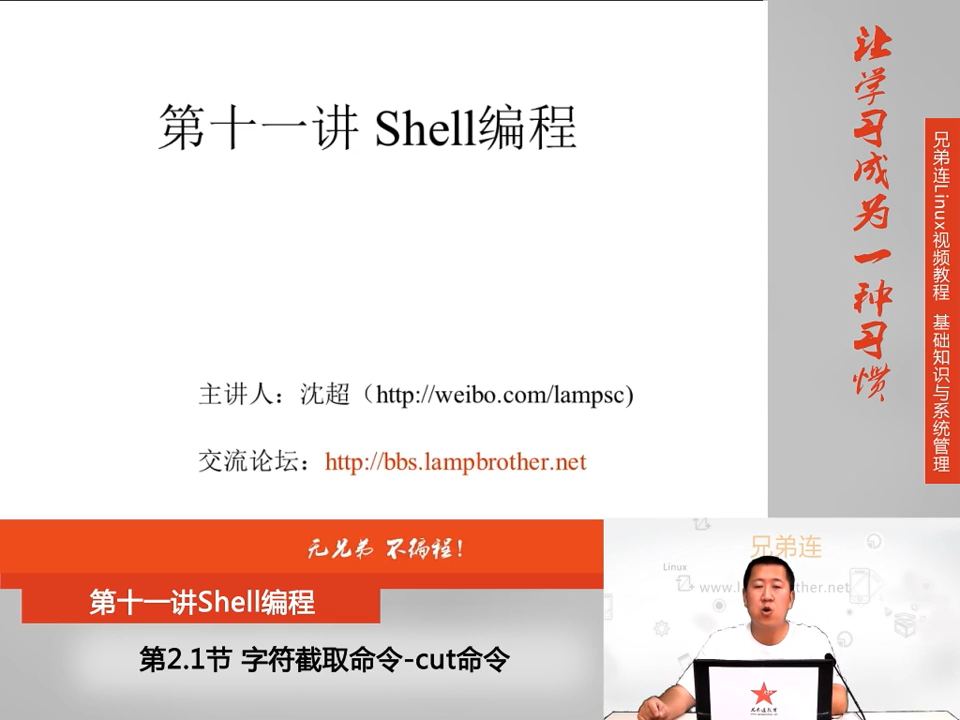 第十一讲 Shell编程
主讲人：沈超（http://weibo.com/lampsc)
交流论坛：http://bbs.lampbrother.net
让学习成为一种习惯
兄弟连Linux视频教程 基础知识与系统管理
无兄弟 不编程!
第十一讲Shell编程
第2.1节 字符截取命令-cut命令
兄弟连
Linux